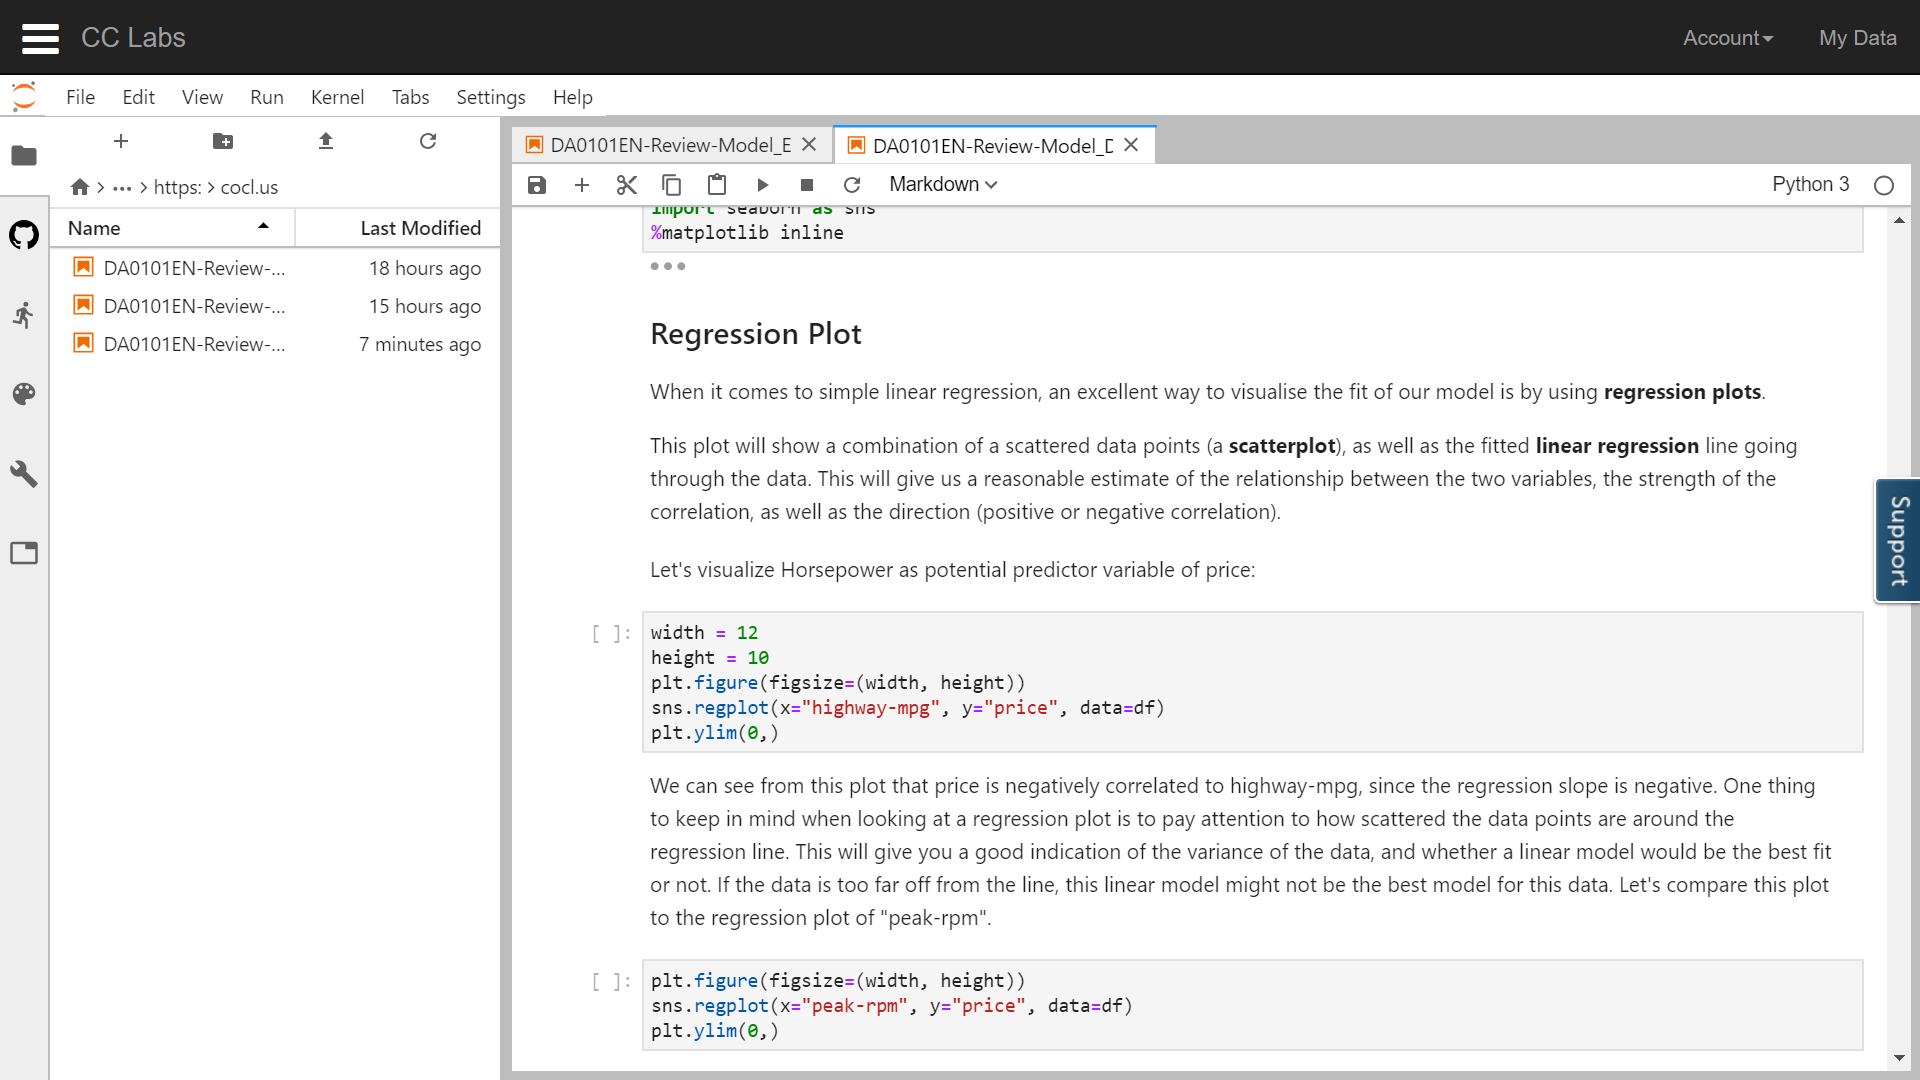 CC Labs
Account
My Data
File Edit View Run Kernel Tabs Settings Help
https: cocl.us
Name Last Modified
DA0101EN-Review-... 18 hours ago
DA0101EN-Review-... 15 hours ago
DA0101EN-Review-... 7 minutes ago
DA0101EN-Review-Model_E
DA0101EN-Review-Model_D
Markdown
Python 3
import seaborn as sns
%matplotlib inline
Regression Plot
When it comes to simple linear regression, an excellent way to visualise the fit of our model is by using regression plots.
This plot will show a combination of a scattered data points (a scatterplot), as well as the fitted linear regression line going
through the data. This will give us a reasonable estimate of the relationship between the two variables, the strength of the
correlation, as well as the direction (positive or negative correlation).
Let's visualize Horsepower as potential predictor variable of price:
[ ]:
width = 12
height = 10
plt.figure(figsize=(width, height))
sns.regplot(x="highway-mpg", y="price", data=df)
plt.ylim(0,)
We can see from this plot that price is negatively correlated to highway-mpg, since the regression slope is negative. One thing
to keep in mind when looking at a regression plot is to pay attention to how scattered the data points are around the
regression line. This will give you a good indication of the variance of the data, and whether a linear model would be the best fit
or not. If the data is too far off from the line, this linear model might not be the best model for this data. Let's compare this plot
to the regression plot of "peak-rpm".
[ ]:
plt.figure(figsize=(width, height))
sns.regplot(x="peak-rpm", y="price", data=df)
plt.ylim(0,)
Support